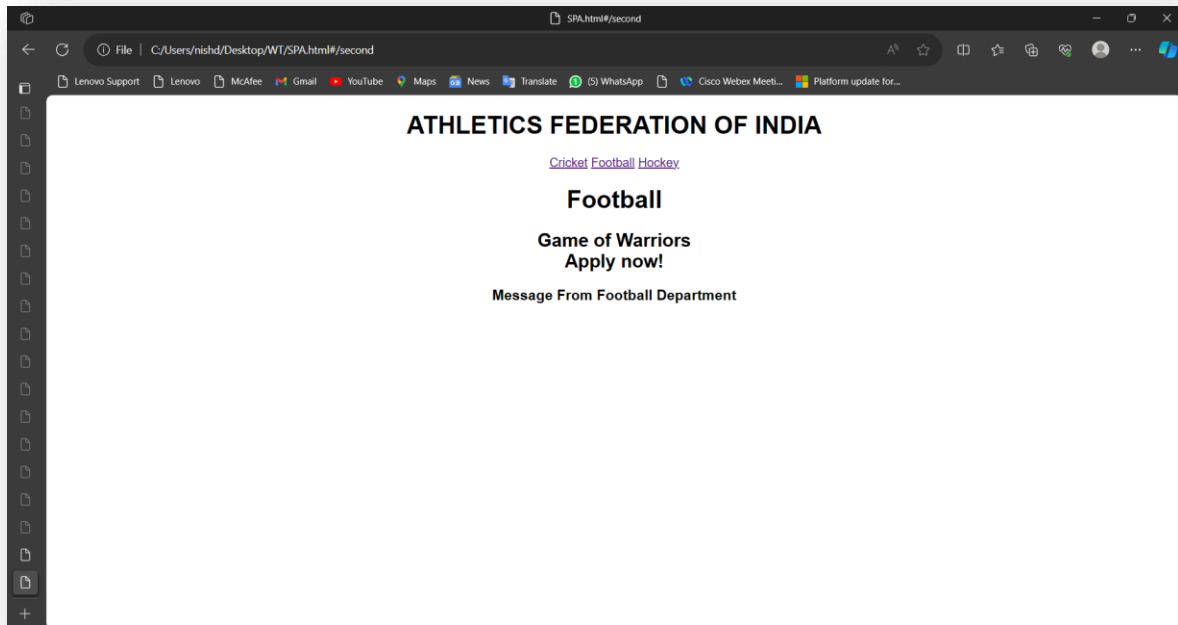 SPA.html#/second
File | C:/Users/nishd/Desktop/WT/SPA.html#/second
Lenovo Support Lenovo McAfee Gmail YouTube Maps News Translate (5) WhatsApp Cisco Webex Meeti... Platform update for...
ATHLETICS FEDERATION OF INDIA
Cricket Football Hockey
Football
Game of Warriors
Apply now!
Message From Football Department